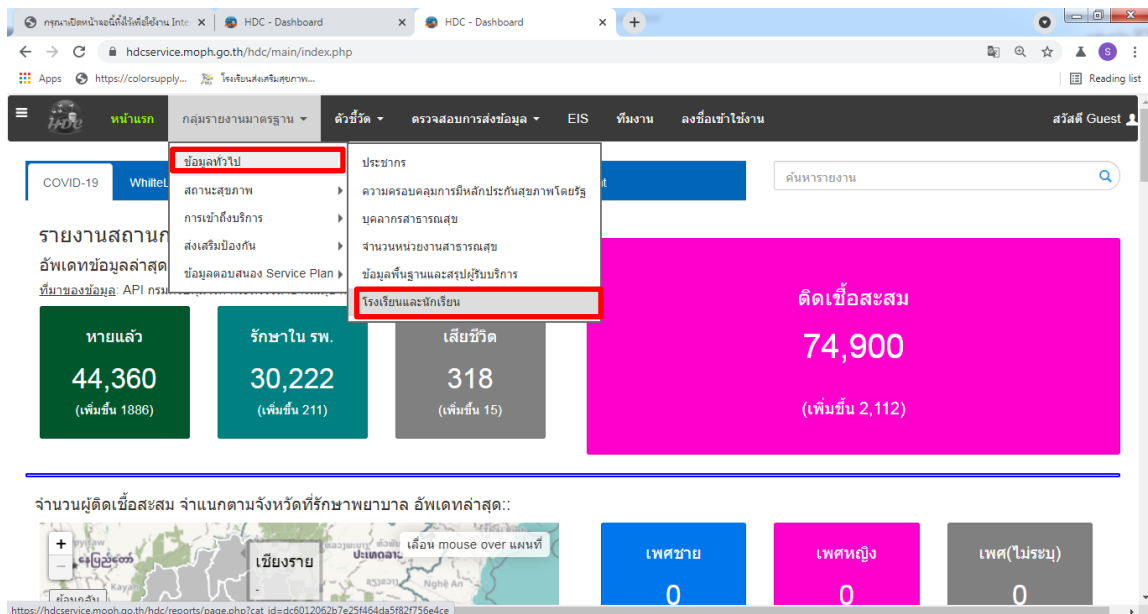 กรุณาเปิดหน้าจอนี้ทิ้งไว้เพื่อใช้งาน Inte
HDC - Dashboard
HDC - Dashboard
hdcservice.moph.go.th/hdc/main/index.php
S
Apps
https://colorsupply...
โรงเรียนส่งเสริมสุขภาพ...
Reading list
HDC
หน้าแรก
กลุ่มรายงานมาตรฐาน
ตัวชี้วัด
ตรวจสอบการส่งข้อมูล
EIS
ทีมงาน
ลงชื่อเข้าใช้งาน
สวัสดี Guest
ข้อมูลทั่วไป
สถานะสุขภาพ
การเข้าถึงบริการ
ส่งเสริมป้องกัน
ข้อมูลตอบสนอง Service Plan
ประชากร
ความครอบคลุมการมีหลักประกันสุขภาพโดยรัฐ
บุคลากรสาธารณสุข
จำนวนหน่วยงานสาธารณสุข
ข้อมูลพื้นฐานและสรุปผู้รับบริการ
โรงเรียนและนักเรียน
COVID-19
WhiteL
ค้นหารายงาน
รายงานสถานก
อัพเดทข้อมูลล่าสุด
ที่มาของข้อมูล: API กรม
หายแล้ว
44,360
(เพิ่มขึ้น 1886)
รักษาใน รพ.
30,222
(เพิ่มขึ้น 211)
เสียชีวิต
318
(เพิ่มขึ้น 15)
ติดเชื้อสะสม
74,900
(เพิ่มขึ้น 2,112)
จำนวนผู้ติดเชื้อสะสม จำแนกตามจังหวัดที่รักษาพยาบาล อัพเดทล่าสุด::
+
−
ย้อนกลับ
နေပြည်တော်
Kayah
เชียงราย
-
ประเทศลาว
Nghệ An
เลื่อน mouse over แผนที่
เพศชาย
0
เพศหญิง
0
เพศ(ไม่ระบุ)
0
https://hdcservice.moph.go.th/hdc/reports/page.php?cat_id=dc6012062b7e25f464da5f82f756e4ce